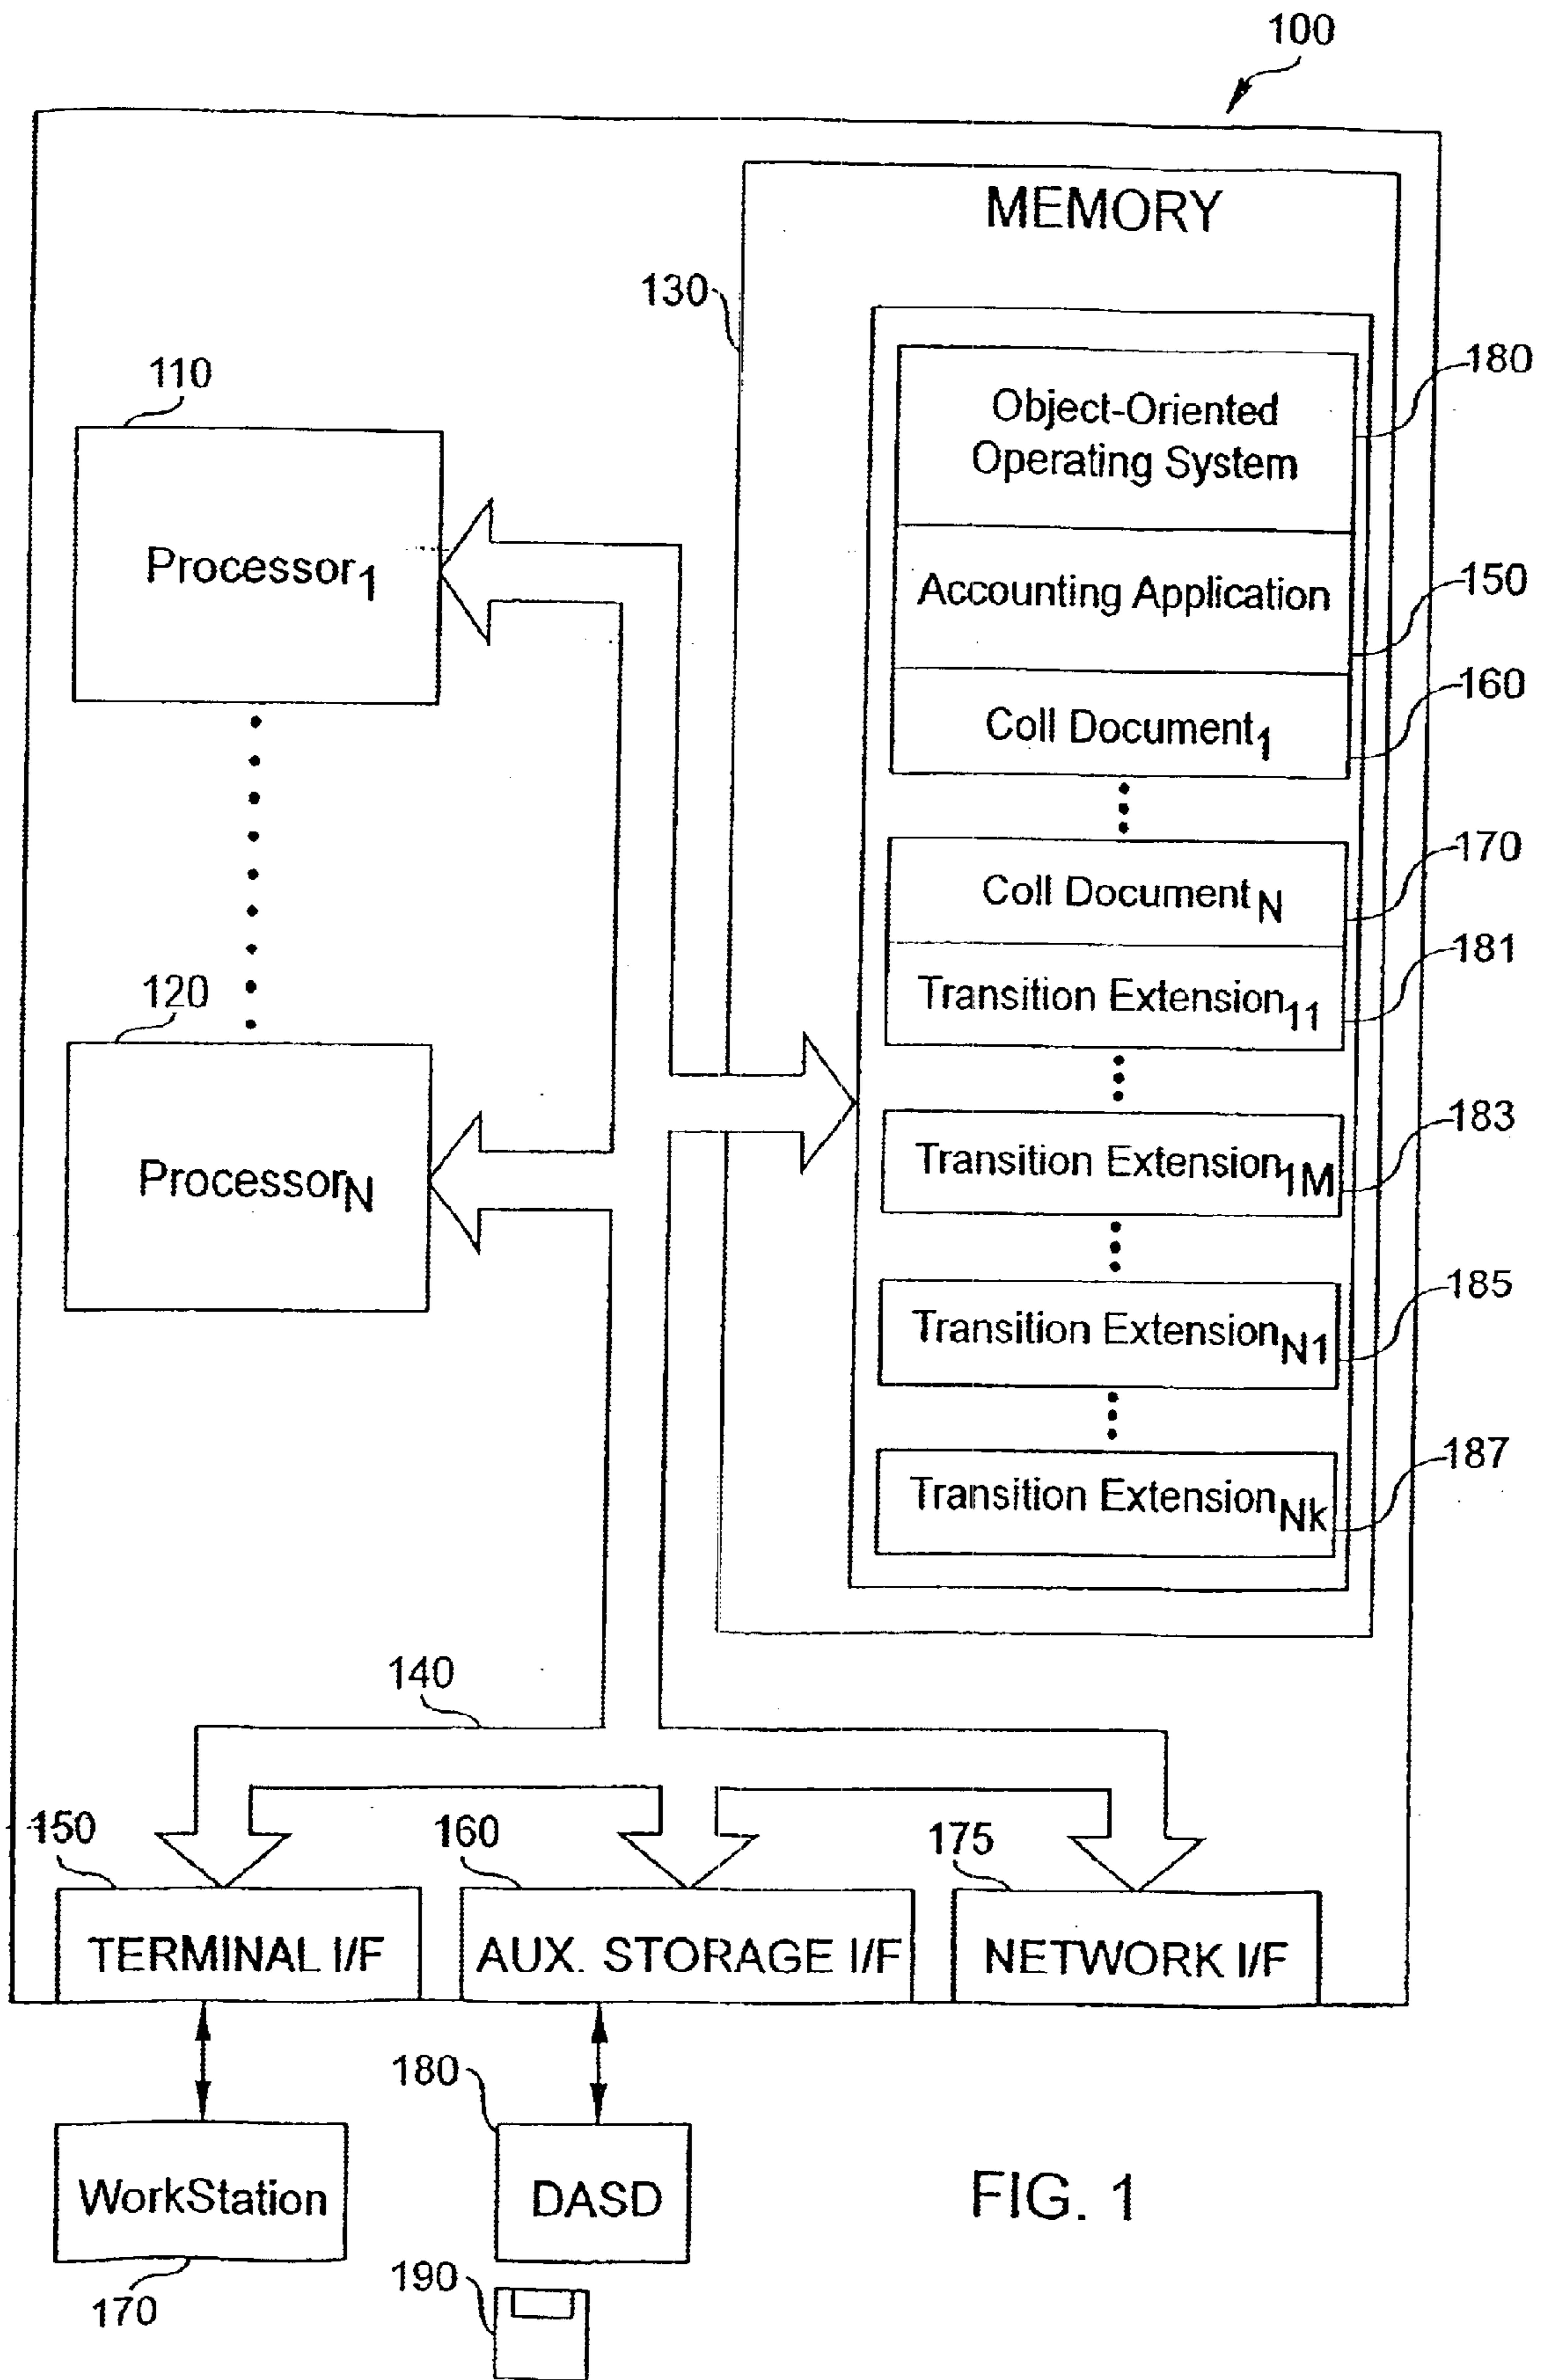 100
MEMORY
130
180
Object-Oriented
Operating System
110
Processor1
150
Accounting Application
160
Coll Document1
170
Coll DocumentN
181
Transition Extension11
120
ProcessorN
183
Transition Extension1M
185
Transition ExtensionN1
187
Transition ExtensionNk
140
150
160
175
TERMINAL I/F
AUX. STORAGE I/F
NETWORK I/F
180
WorkStation
DASD
FIG. 1
170
190